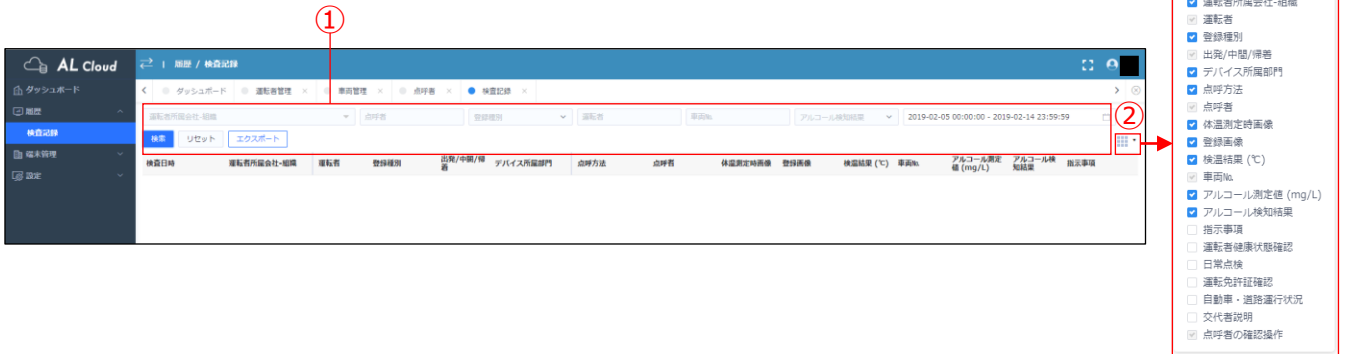 ①
AL Cloud
履歴 / 検査記録
ダッシュボード
履歴
検査記録
端末管理
設定
ダッシュボード
運転者管理
車両管理
点呼者
検査記録
運転者所属会社-組織
点呼者
登録種別
運転者
車両No.
アルコール検知結果
2019-02-05 00:00:00 - 2019-02-14 23:59:59
検索
リセット
エクスポート
検査日時
運転者所属会社-組織
運転者
登録種別
出発/中間/帰
着
デバイス所属部門
点呼方法
点呼者
体温測定時画像
登録画像
検温結果 (℃)
車両No.
アルコール測定
値 (mg/L)
アルコール検
知結果
指示事項
②
運転者所属会社-組織
運転者
登録種別
出発/中間/帰着
デバイス所属部門
点呼方法
点呼者
体温測定時画像
登録画像
検温結果 (℃)
車両№
アルコール測定値 (mg/L)
アルコール検知結果
指示事項
運転者健康状態確認
日常点検
運転免許証確認
自動車・道路運行状況
交代者説明
点呼者の確認操作